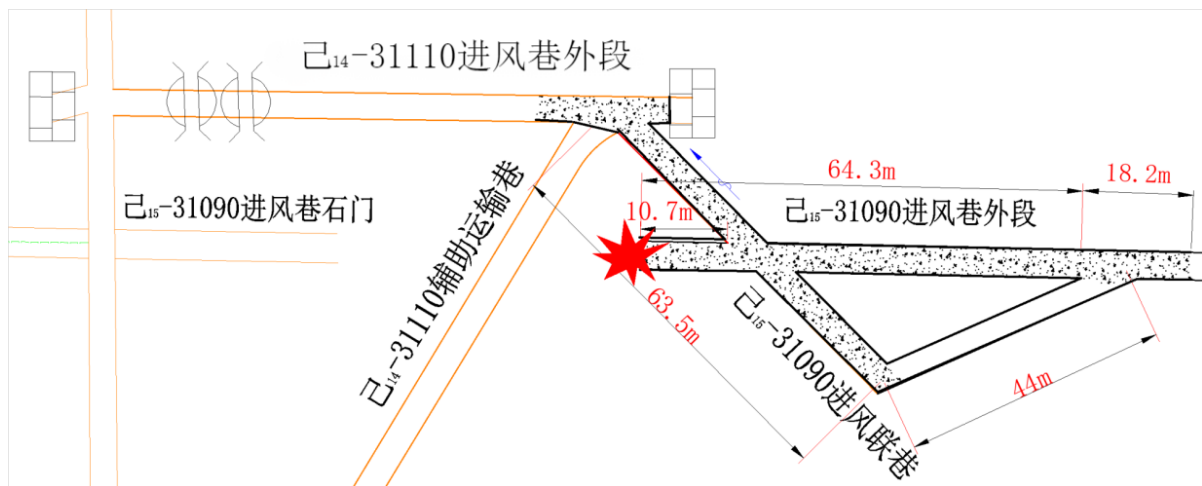 己14-31110进风巷外段
64.3m
18.2m
己15-31090进风巷石门
10.7m
己15-31090进风巷外段
己14-31110辅助运输巷
63.5m
己15-31090进风联巷
44m